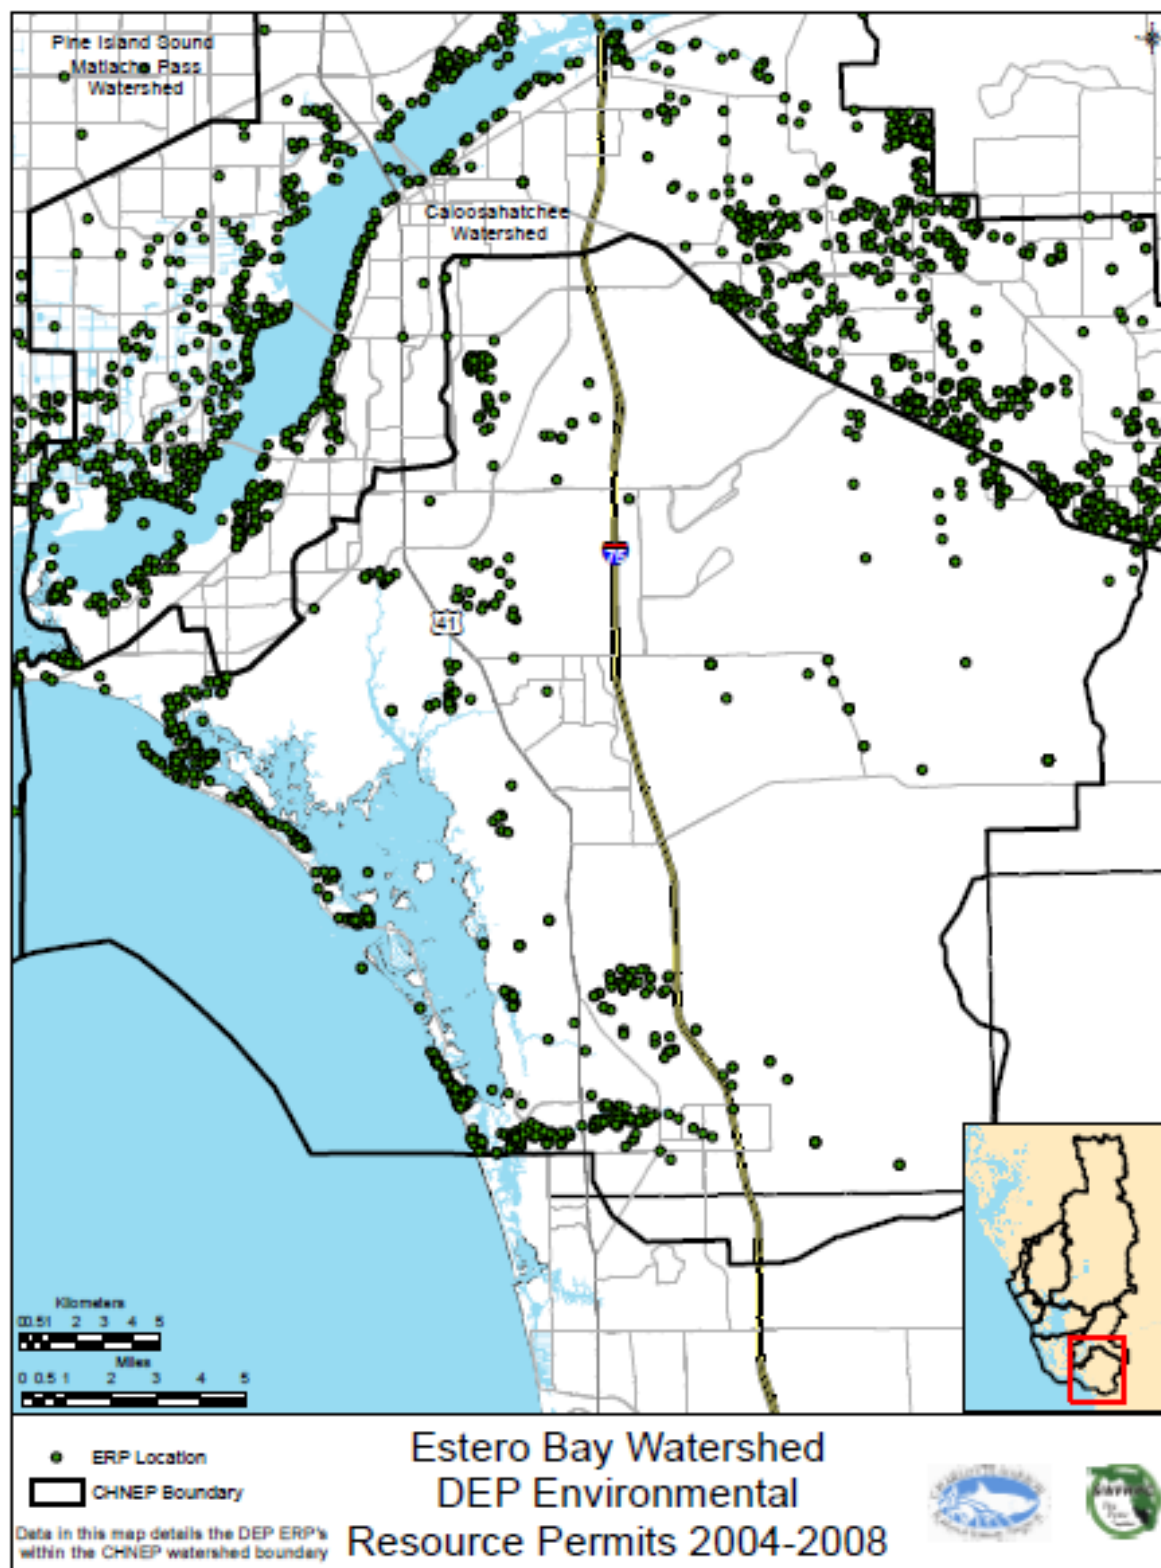 Pine Island Sound
Matlacha Pass
Watershed
Caloosahatchee
Watershed
75
41
Kilometers
0 0.5 1 2 3 4 5
Miles
0 0.5 1 2 3 4 5
ERP Location
CHNEP Boundary
Data in this map details the DEP ERP's
within the CHNEP watershed boundary
Estero Bay Watershed
DEP Environmental
Resource Permits 2004-2008